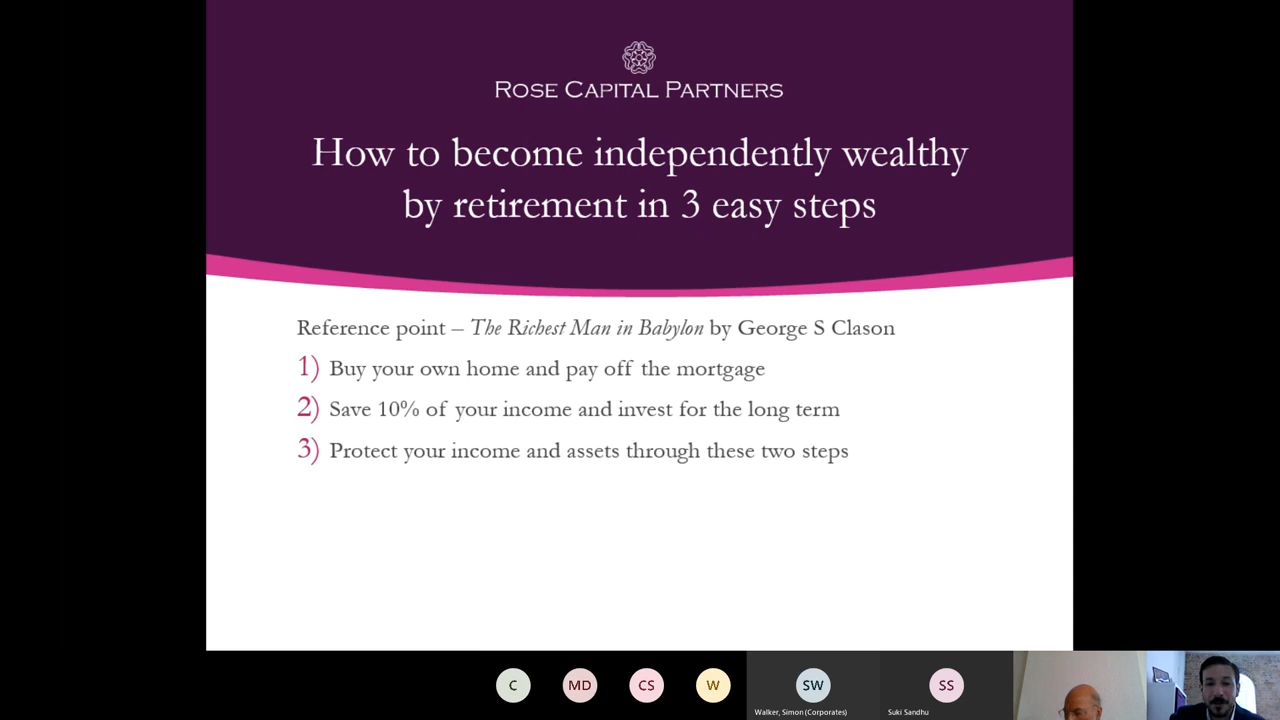 ROSE CAPITAL PARTNERS
How to become independently wealthy
by retirement in 3 easy steps
Reference point – The Richest Man in Babylon by George S Clason
1) Buy your own home and pay off the mortgage
2) Save 10% of your income and invest for the long term
3) Protect your income and assets through these two steps
C
MD
CS
W
SW
SS
Walker, Simon (Corporates)
Suki Sandhu